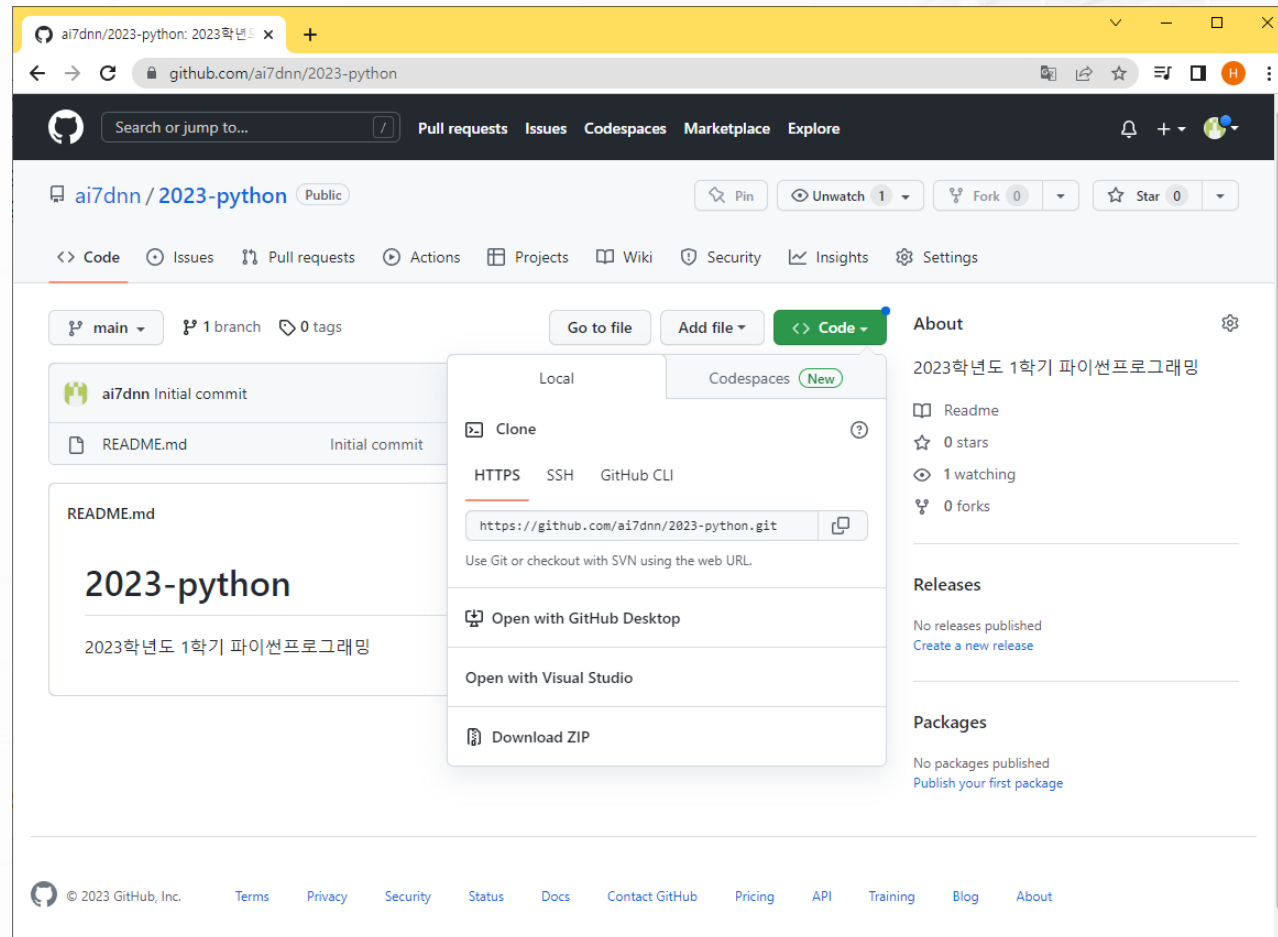 ai7dnn/2023-python: 2023학년도
github.com/ai7dnn/2023-python
H
Search or jump to... / Pull requests Issues Codespaces Marketplace Explore
ai7dnn / 2023-python Public Pin Unwatch 1 Fork 0 Star 0
Code Issues Pull requests Actions Projects Wiki Security Insights Settings
main 1 branch 0 tags Go to file Add file Code
ai7dnn Initial commit
README.md Initial commit
README.md
2023-python
2023학년도 1학기 파이썬프로그래밍
Local Codespaces New
Clone
HTTPS SSH GitHub CLI
https://github.com/ai7dnn/2023-python.git
Use Git or checkout with SVN using the web URL.
Open with GitHub Desktop
Open with Visual Studio
Download ZIP
About
2023학년도 1학기 파이썬프로그래밍
Readme
0 stars
1 watching
0 forks
Releases
No releases published
Create a new release
Packages
No packages published
Publish your first package
© 2023 GitHub, Inc. Terms Privacy Security Status Docs Contact GitHub Pricing API Training Blog About